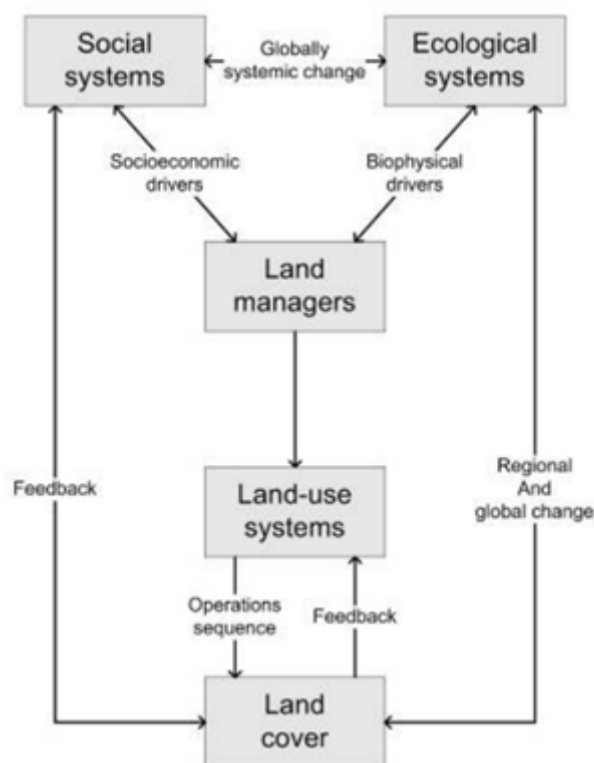 Social
systems
Globally
systemic change
Ecological
systems
Socioeconomic
drivers
Biophysical
drivers
Land
managers
Feedback
Regional
And
global change
Land-use
systems
Operations
sequence
Feedback
Land
cover